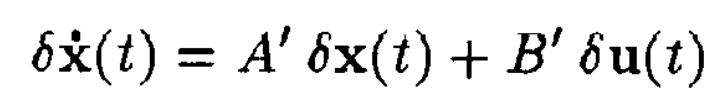 δẋ(t) = A′ δx(t) + B′ δu(t)